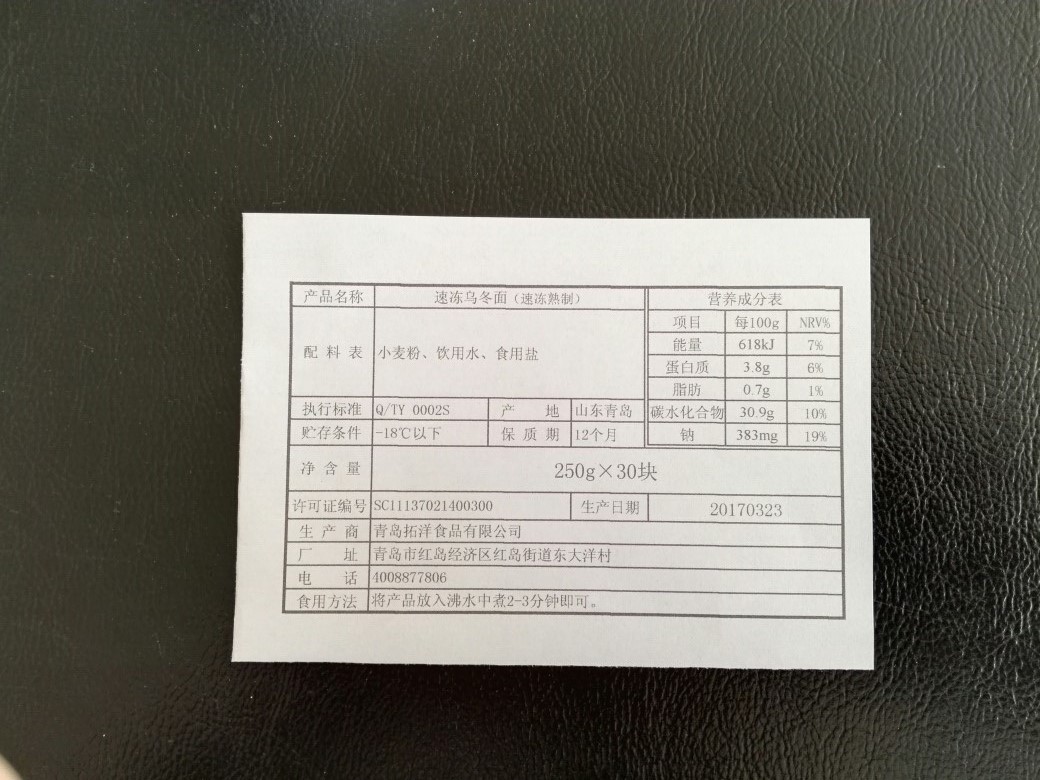 产品名称 速冻乌冬面（速冻熟制） 营养成分表
项目 每100g NRV%
能量 618kJ 7%
配 料 表 小麦粉、饮用水、食用盐
蛋白质 3.8g 6%
脂肪 0.7g 1%
执行标准 Q/TY 0002S 产 地 山东青岛 碳水化合物 30.9g 10%
贮存条件 -18℃以下 保 质 期 12个月 钠 383mg 19%
净 含 量 250g×30块
许可证编号 SC11137021400300 生产日期 20170323
生 产 商 青岛拓洋食品有限公司
厂 址 青岛市红岛经济区红岛街道东大洋村
电 话 4008877806
食用方法 将产品放入沸水中煮2-3分钟即可。